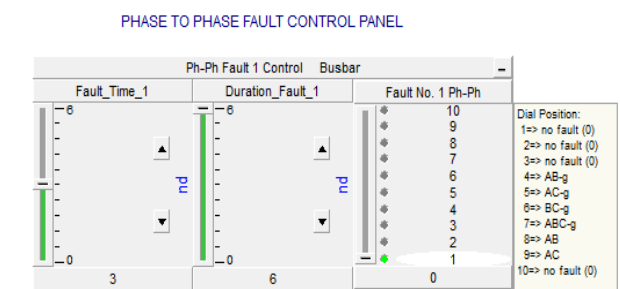 PHASE TO PHASE FAULT CONTROL PANEL
Ph-Ph Fault 1 Control Busbar
Fault_Time_1
6
0
pu
3
Duration_Fault_1
6
0
pu
6
Fault No. 1 Ph-Ph
10
9
8
7
6
5
4
3
2
1
0
Dial Position:
1=> no fault (0)
2=> no fault (0)
3=> no fault (0)
4=> AB-g
5=> AC-g
6=> BC-g
7=> ABC-g
8=> AB
9=> AC
10=> no fault (0)